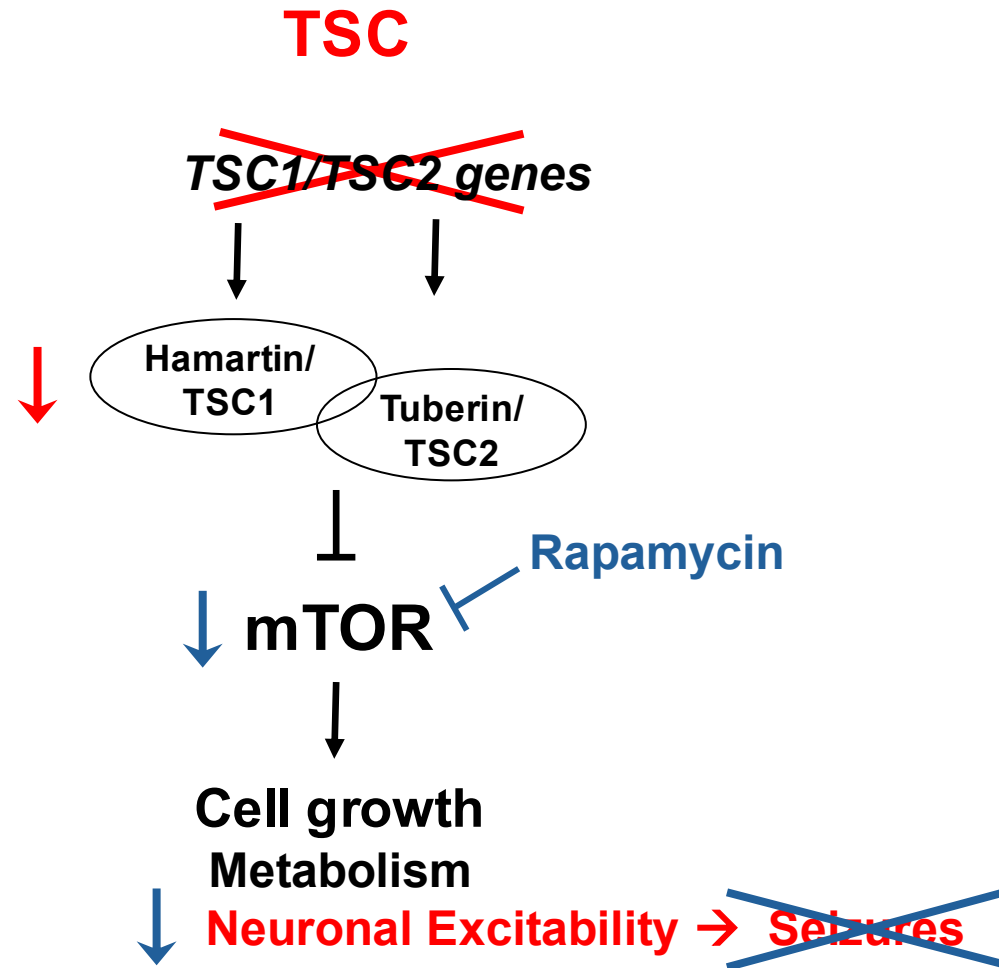 TSC
TSC1/TSC2 genes
Hamartin/
TSC1
Tuberin/
TSC2
Rapamycin
mTOR
Cell growth
Metabolism
Neuronal Excitability → Seizures